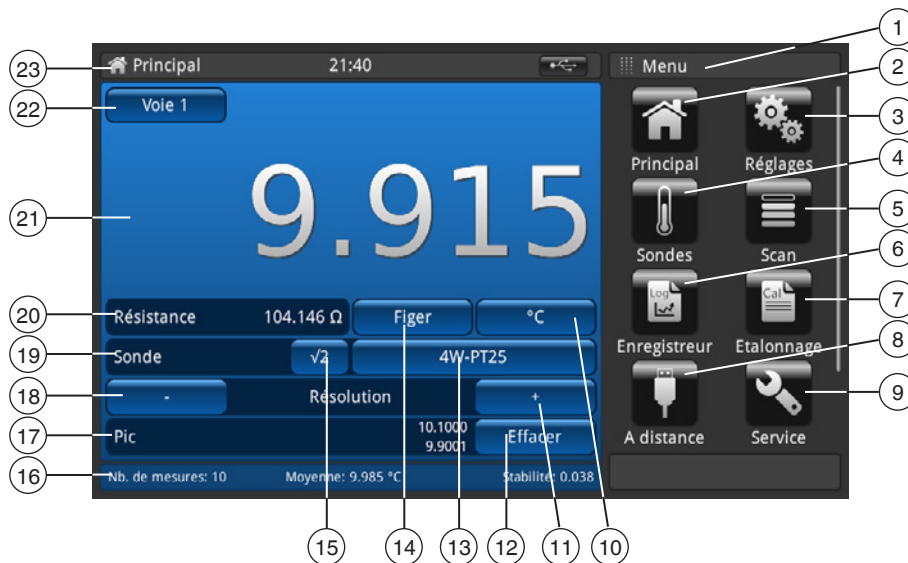 1
23
Principal
21:40
Menu
2
22
Voie 1
3
Principal
Réglages
4
21
9.915
5
Sondes
Scan
6
Log
Cal
7
20
Résistance
104.146 Ω
Figer
°C
Enregistreur
Etalonnage
8
19
Sonde
√2
4W-PT25
18
-
Résolution
+
9
17
Pic
10.1000
9.9001
Effacer
A distance
Service
16
Nb. de mesures: 10
Moyenne: 9.985 °C
Stabilité: 0.038
15
14
13
12
11
10